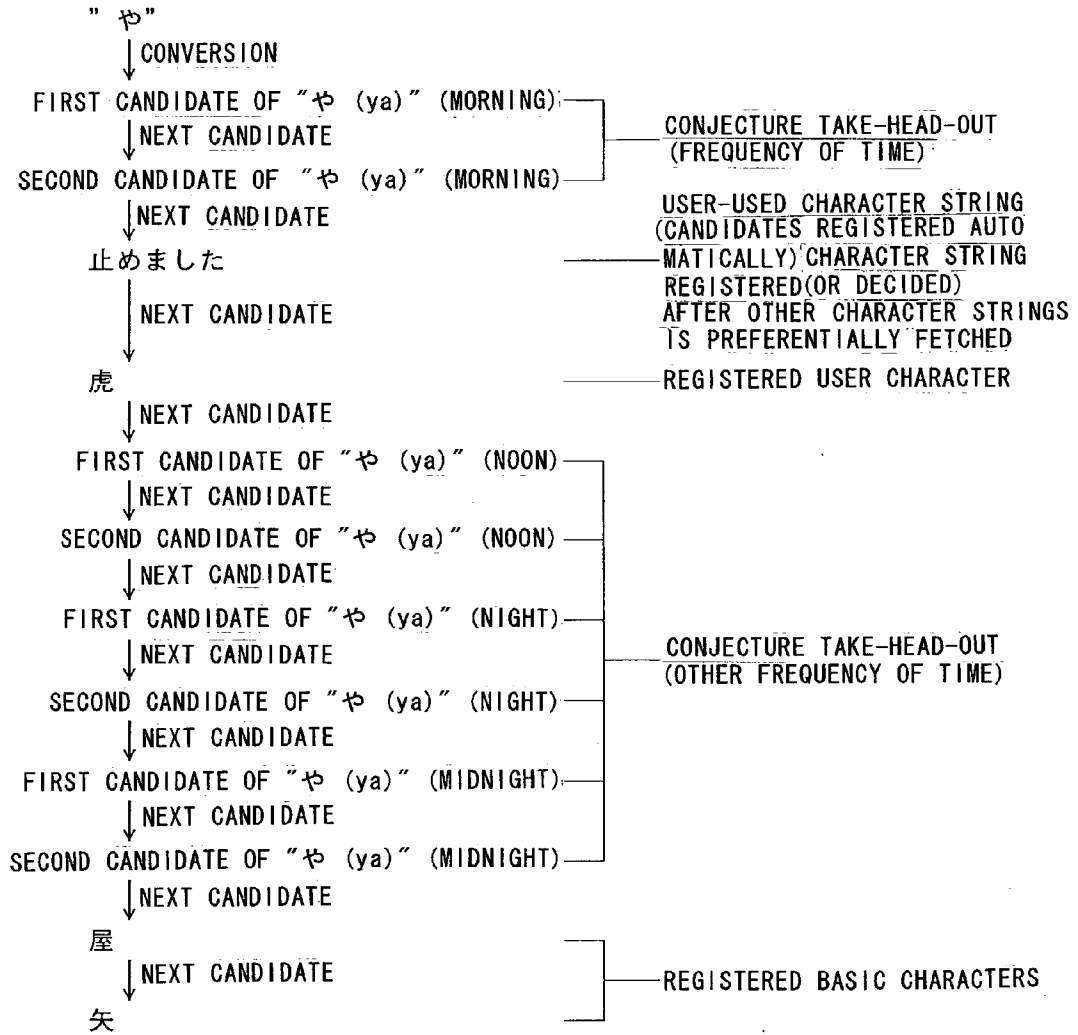 "や"
CONVERSION
FIRST CANDIDATE OF "や (ya)" (MORNING)
NEXT CANDIDATE
SECOND CANDIDATE OF "や (ya)" (MORNING)
CONJECTURE TAKE-HEAD-OUT
(FREQUENCY OF TIME)
NEXT CANDIDATE
止めました
USER-USED CHARACTER STRING
(CANDIDATES REGISTERED AUTO
MATICALLY) CHARACTER STRING
REGISTERED(OR DECIDED)
AFTER OTHER CHARACTER STRINGS
IS PREFERENTIALLY FETCHED
NEXT CANDIDATE
虎
REGISTERED USER CHARACTER
NEXT CANDIDATE
FIRST CANDIDATE OF "や (ya)" (NOON)
NEXT CANDIDATE
SECOND CANDIDATE OF "や (ya)" (NOON)
NEXT CANDIDATE
FIRST CANDIDATE OF "や (ya)" (NIGHT)
NEXT CANDIDATE
SECOND CANDIDATE OF "や (ya)" (NIGHT)
NEXT CANDIDATE
FIRST CANDIDATE OF "や (ya)" (MIDNIGHT)
NEXT CANDIDATE
SECOND CANDIDATE OF "や (ya)" (MIDNIGHT)
CONJECTURE TAKE-HEAD-OUT
(OTHER FREQUENCY OF TIME)
NEXT CANDIDATE
屋
NEXT CANDIDATE
矢
REGISTERED BASIC CHARACTERS